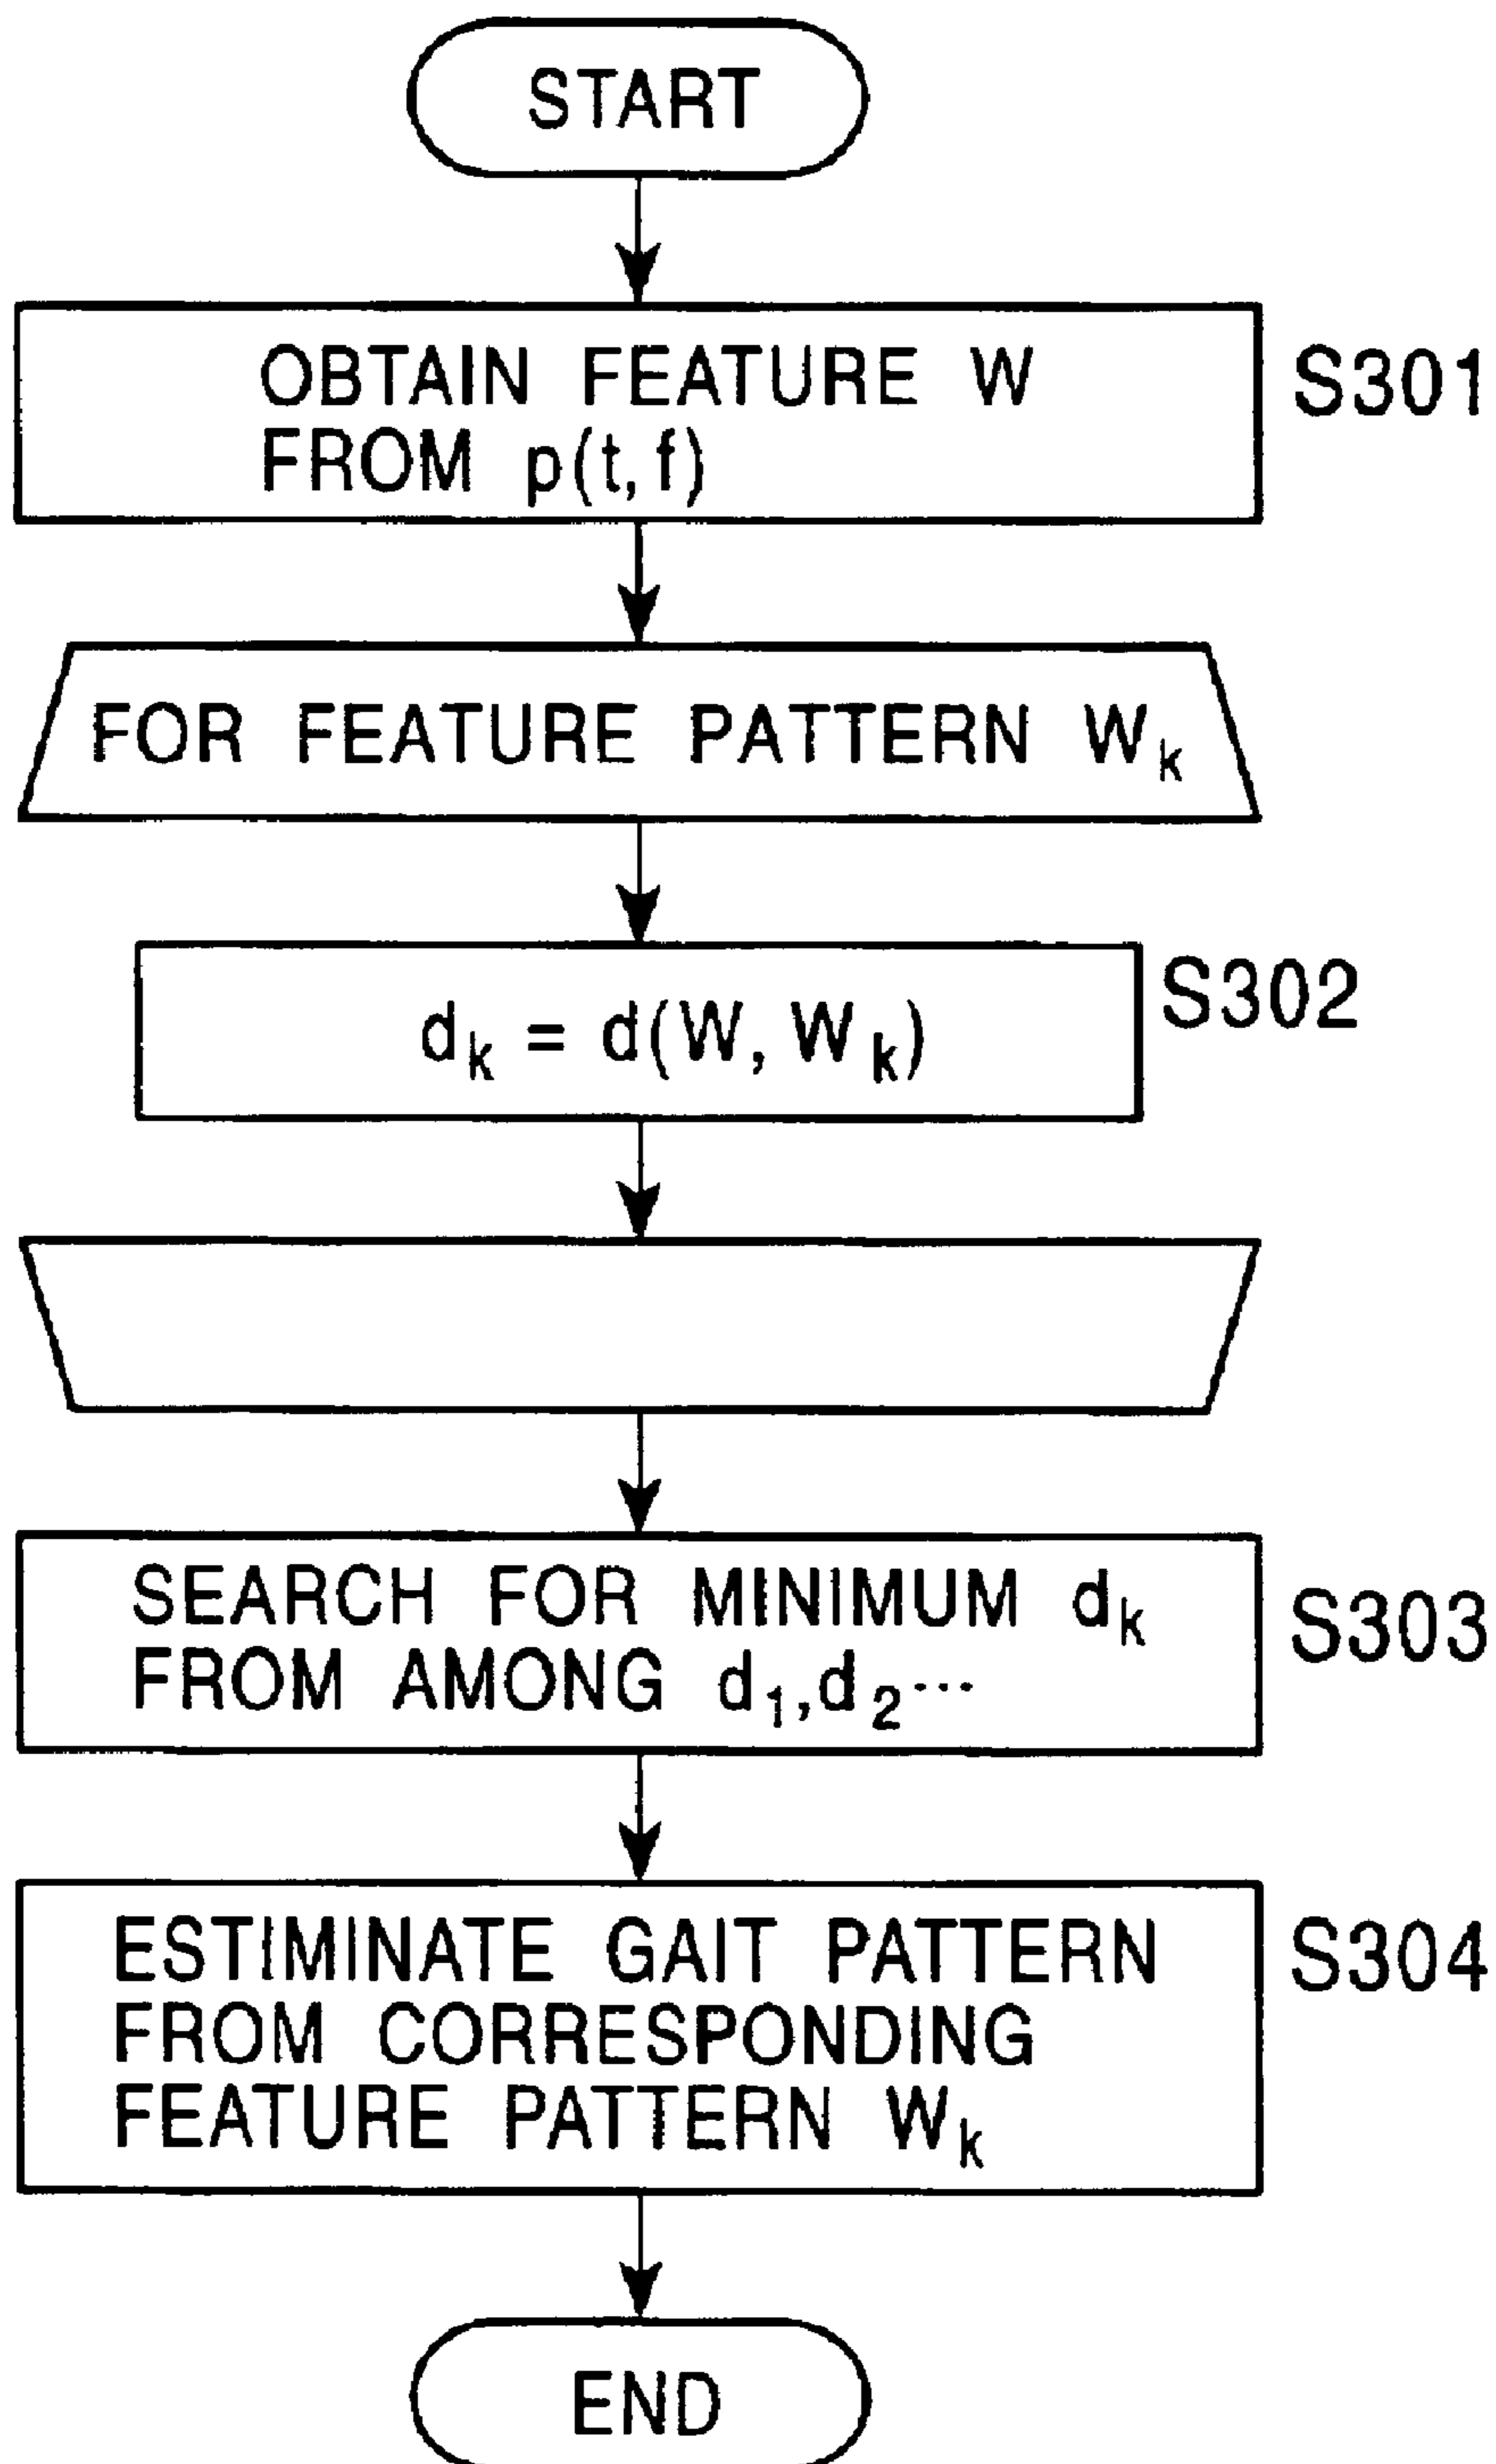 START
OBTAIN FEATURE W
FROM p(t,f)
S301
FOR FEATURE PATTERN Wk
dk = d(W, Wk)
S302
SEARCH FOR MINIMUM dk
FROM AMONG d1,d2...
S303
ESTIMINATE GAIT PATTERN
FROM CORRESPONDING
FEATURE PATTERN Wk
S304
END